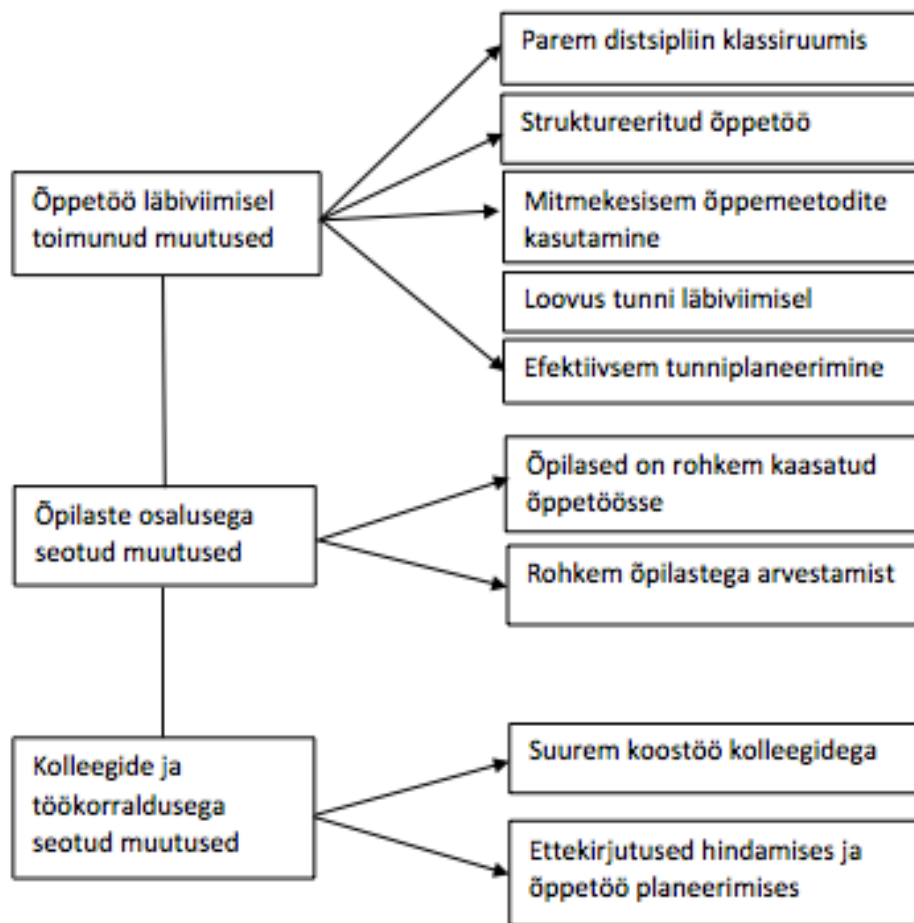 Õppetöö läbiviimisel
toimunud muutused
Parem distsipliin klassiruumis
Struktureeritud õppetöö
Mitmekesisem õppemeetodite
kasutamine
Loovus tunni läbiviimisel
Efektiivsem tunniplaneerimine
Õpilaste osalusega
seotud muutused
Õpilased on rohkem kaasatud
õppetöösse
Rohkem õpilastega arvestamist
Kolleegide ja
töökorraldusega
seotud muutused
Suurem koostöö kolleegidega
Ettekirjutused hindamises ja
õppetöö planeerimises